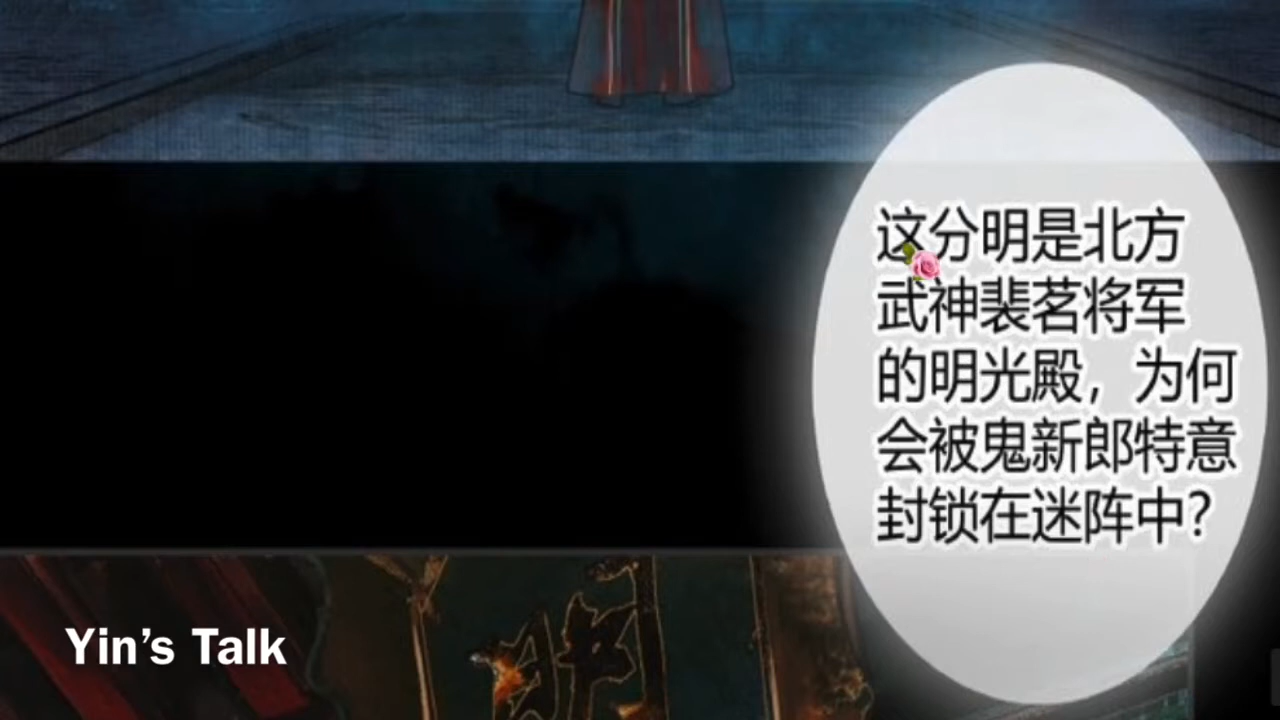 这分明是北方
武神裴茗将军
的明光殿，为何
会被鬼新郎特意
封锁在迷阵中？
Yin's Talk
明